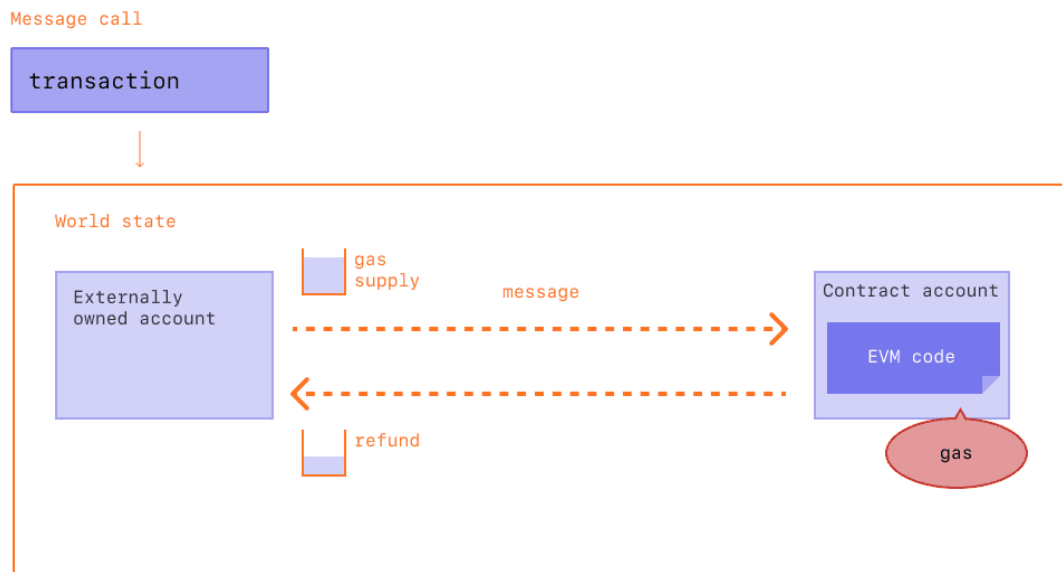 Message call
transaction
World state
gas
supply
message
Externally
owned account
Contract account
EVM code
refund
gas